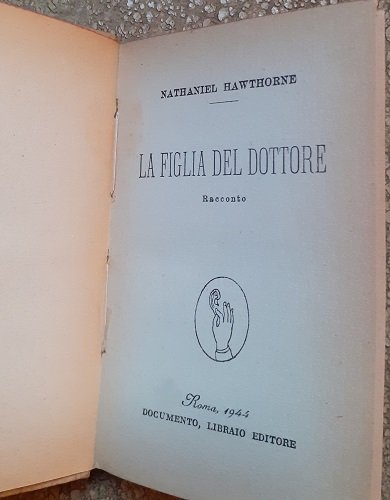 NATHANIEL HAWTHORNE
LA FIGLIA DEL DOTTORE
Racconto
Roma, 1944
DOCUMENTO, LIBRAIO EDITORE